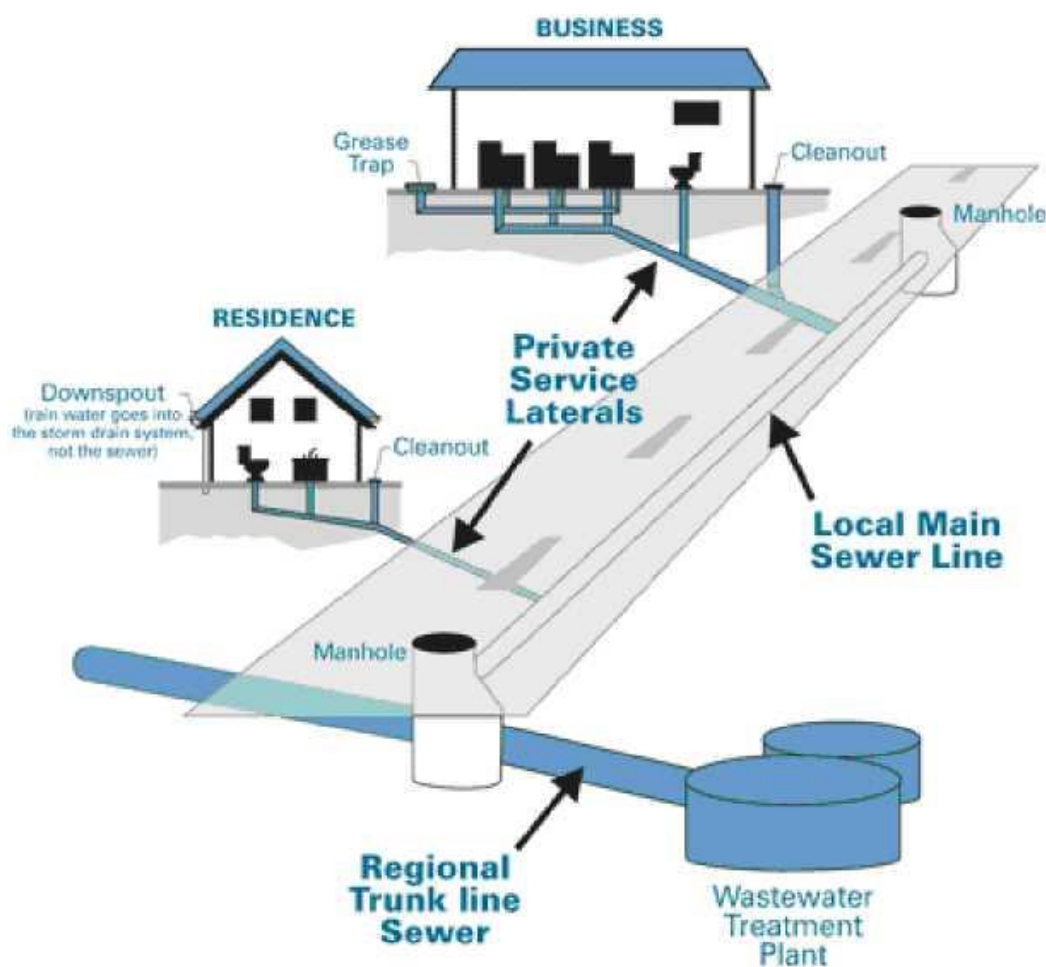 BUSINESS
Grease
Trap
Cleanout
Manhole
RESIDENCE
Private
Service
Laterals
Downspout
(rain water goes into
the storm drain system,
not the sewer)
Cleanout
Local Main
Sewer Line
Manhole
Regional
Trunk line
Sewer
Wastewater
Treatment
Plant